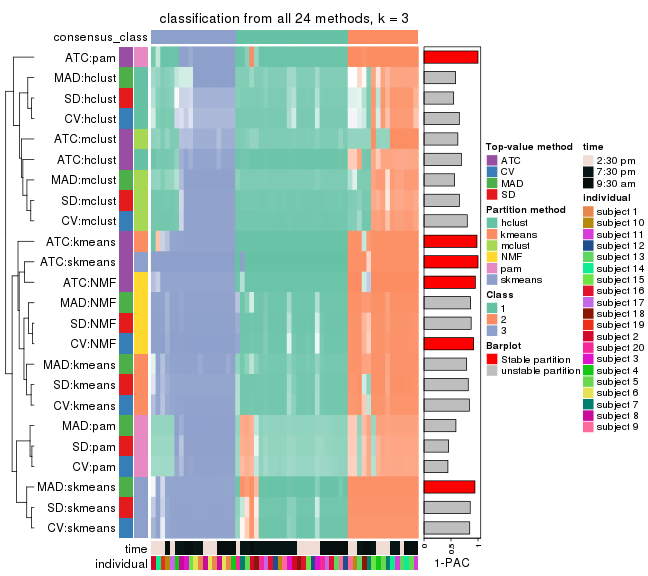 classification from all 24 methods, k = 3
consensus_class
ATC:pam
MAD:hclust
SD:hclust
CV:hclust
ATC:mclust
ATC:hclust
MAD:mclust
SD:mclust
CV:mclust
ATC:kmeans
ATC:skmeans
ATC:NMF
MAD:NMF
SD:NMF
CV:NMF
MAD:kmeans
SD:kmeans
CV:kmeans
MAD:pam
SD:pam
CV:pam
MAD:skmeans
SD:skmeans
CV:skmeans
time
individual
0
0.5
1
1-PAC
Top-value method
ATC
CV
MAD
SD
Partition method
hclust
kmeans
mclust
NMF
pam
skmeans
Class
1
2
3
Barplot
Stable partition
unstable partition
time
2:30 pm
7:30 pm
9:30 am
individual
subject 1
subject 10
subject 11
subject 12
subject 13
subject 14
subject 15
subject 16
subject 17
subject 18
subject 19
subject 2
subject 20
subject 3
subject 4
subject 5
subject 6
subject 7
subject 8
subject 9